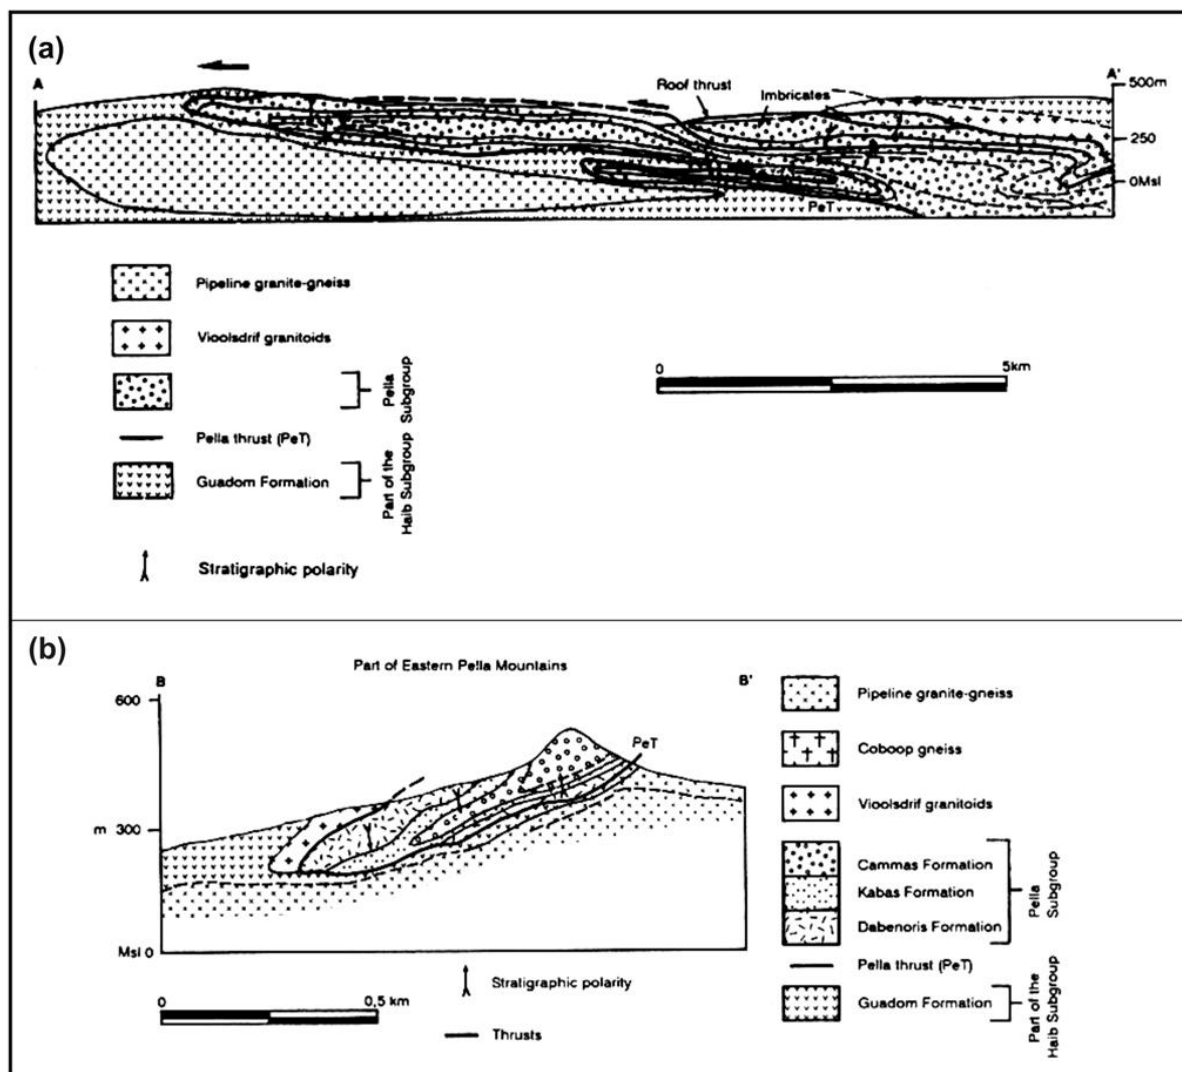 (a)
A
A'
Roof thrust
Imbricates
500m
250
0Msl
PeT
Pipeline granite-gneiss
Vioolsdrif granitoids
Pella
Subgroup
Pella thrust (PeT)
Guadom Formation
Part of the
Haib Subgroup
Stratigraphic polarity
0
5km
(b)
Part of Eastern Pella Mountains
B
B'
600
m 300
Msl 0
PeT
0
0,5 km
Stratigraphic polarity
Thrusts
Pipeline granite-gneiss
Coboop gneiss
Vioolsdrif granitoids
Cammas Formation
Kabas Formation
Dabenoris Formation
Pella
Subgroup
Pella thrust (PeT)
Guadom Formation
Part of the
Haib Subgroup